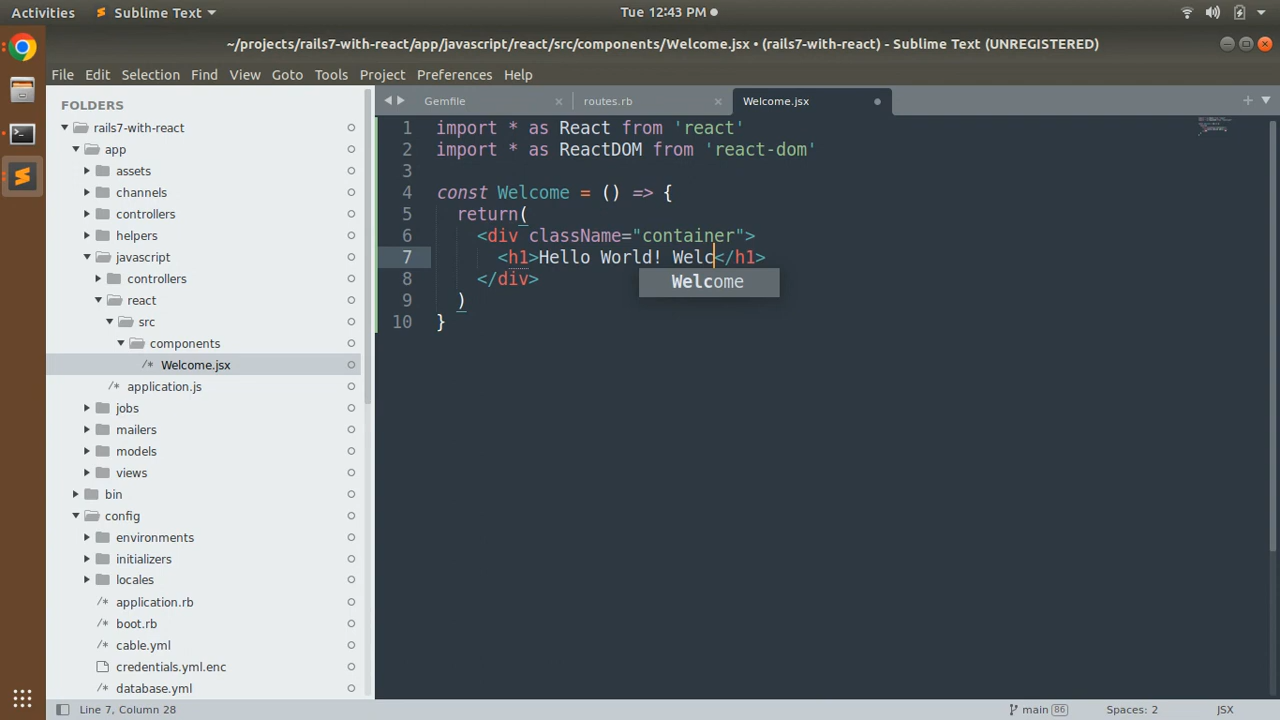 Activities Sublime Text Tue 12:43 PM
~/projects/rails7-with-react/app/javascript/react/src/components/Welcome.jsx • (rails7-with-react) - Sublime Text (UNREGISTERED)
File Edit Selection Find View Goto Tools Project Preferences Help
FOLDERS
rails7-with-react
app
assets
channels
controllers
helpers
javascript
controllers
react
src
components
/* Welcome.jsx
/* application.js
jobs
mailers
models
views
bin
config
environments
initializers
locales
/* application.rb
/* boot.rb
/* cable.yml
credentials.yml.enc
/* database.yml
Gemfile routes.rb Welcome.jsx
1 import * as React from 'react'
2 import * as ReactDOM from 'react-dom'
3
4 const Welcome = () => {
5 return(
6 <div className="container">
7 <h1>Hello World! Welc</h1>
Welcome
8 </div>
9 )
10 }
Line 7, Column 28 main 86 Spaces: 2 JSX